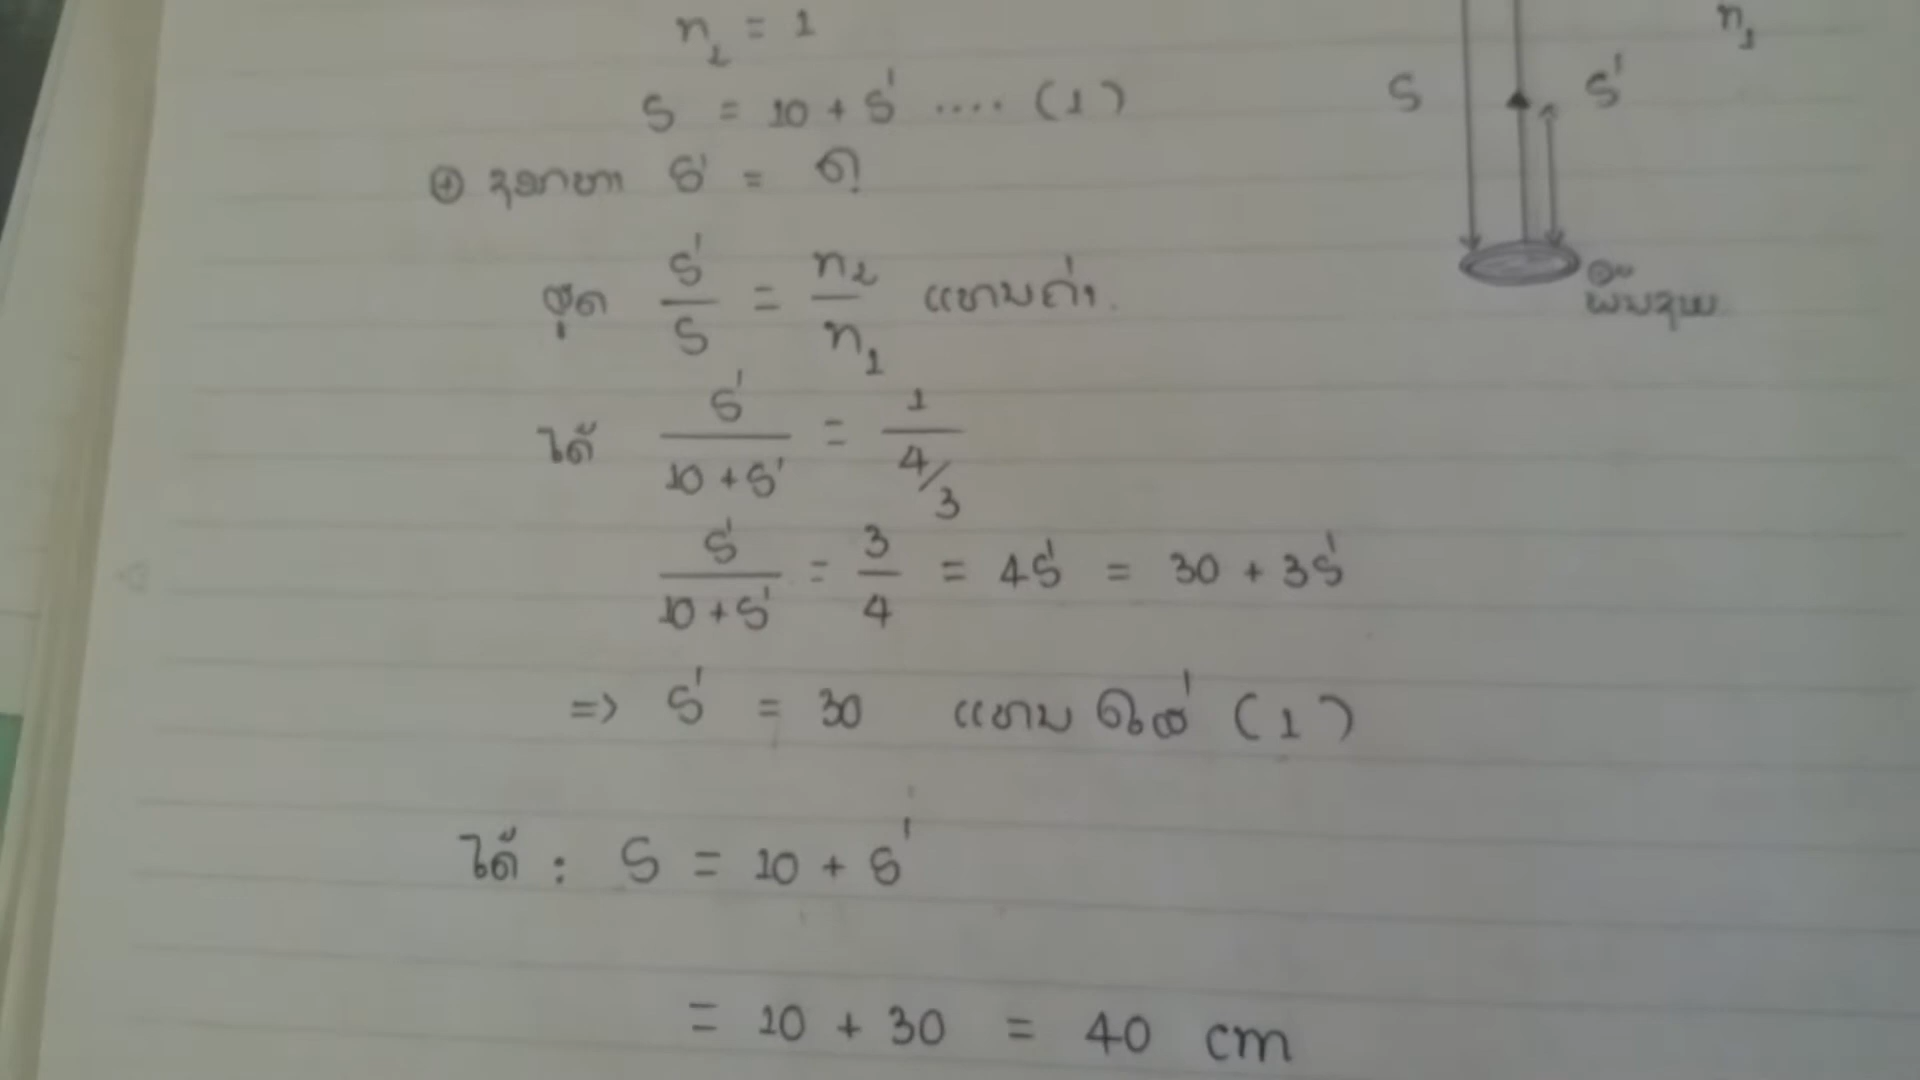 n₂ = 1
n₁
S = 10 + S' .... (1)
S
S'
ຊອກຫາ S' = ?
ສູດ S'/S = n₂/n₁ ແທນຄ່າ.
ພື້ນຊາມ
ໄດ້ S'/(10 + S') = 1/(4/3)
S'/(10 + S') = 3/4 = 4S' = 30 + 3S'
=> S' = 30 ແທນໃສ່ (1)
ໄດ້ : S = 10 + S'
= 10 + 30 = 40 cm